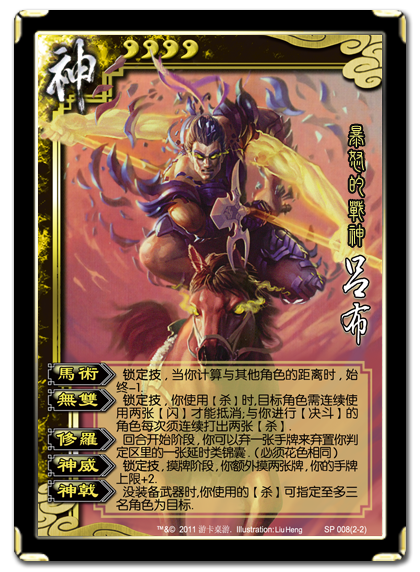 神
暴怒的戰神
呂布
馬術
锁定技，当你计算与其他角色的距离时，始
终-1.
無雙
锁定技，你使用【杀】时,目标角色需连续使
用两张【闪】才能抵消;与你进行【决斗】的
角色每次须连续打出两张【杀】.
修羅
回合开始阶段,你可以弃一张手牌来弃置你判
定区里的一张延时类锦囊.（必须花色相同）
神威
锁定技,摸牌阶段,你额外摸两张牌,你的手牌
上限+2.
神戟
没装备武器时,你使用的【杀】可指定至多三
名角色为目标.
™&© 2011 游卡桌游. Illustration: Liu Heng SP 008(2-2)